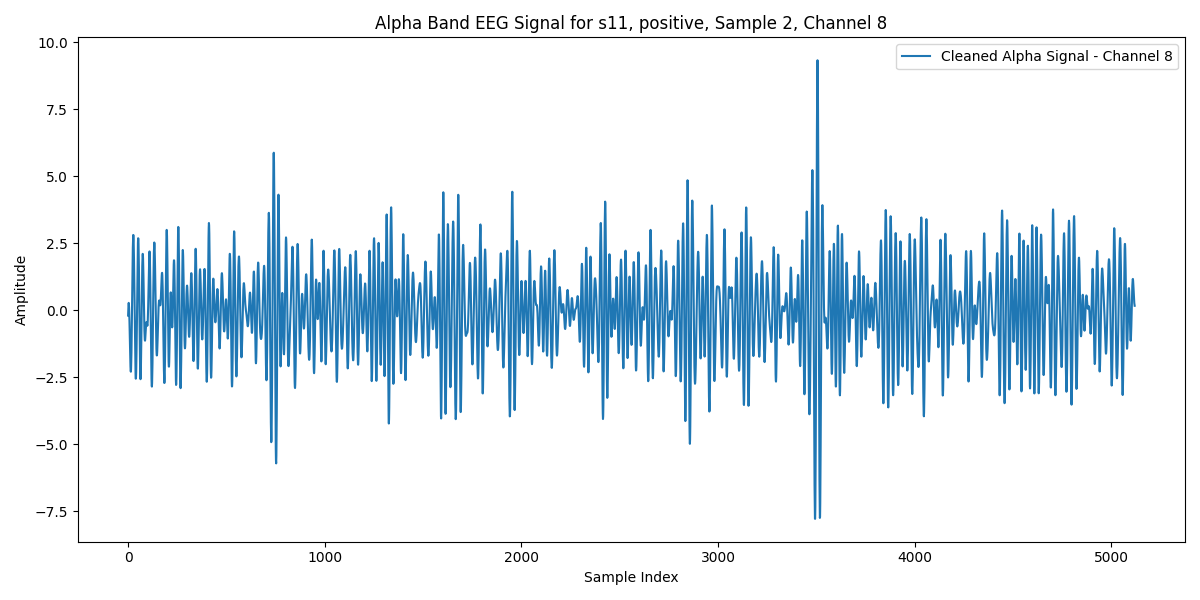 Alpha Band EEG Signal for s11, positive, Sample 2, Channel 8
Cleaned Alpha Signal - Channel 8
Amplitude
10.0
7.5
5.0
2.5
0.0
−2.5
−5.0
−7.5
0 1000 2000 3000 4000 5000
Sample Index